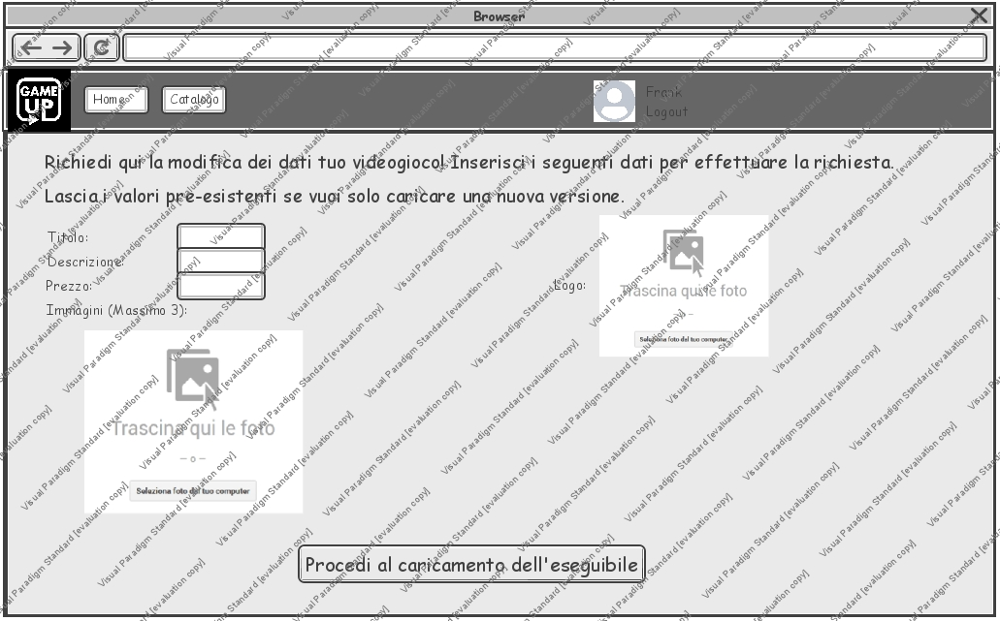 Browser
GAME
UP
Home
Catalogo
Frank
Logout
Richiedi qui la modifica dei dati tuo videogioco! Inserisci i seguenti dati per effettuare la richiesta.
Lascia i valori pre-esistenti se vuoi solo caricare una nuova versione.
Titolo:
Descrizione:
Prezzo:
Immagini (Massimo 3):
Logo:
Trascina qui le foto
Seleziona foto dal tuo computer
Trascina qui le foto
– o –
Seleziona foto dal tuo computer
Procedi al caricamento dell'eseguibile
Visual Paradigm Standard [evaluation copy]